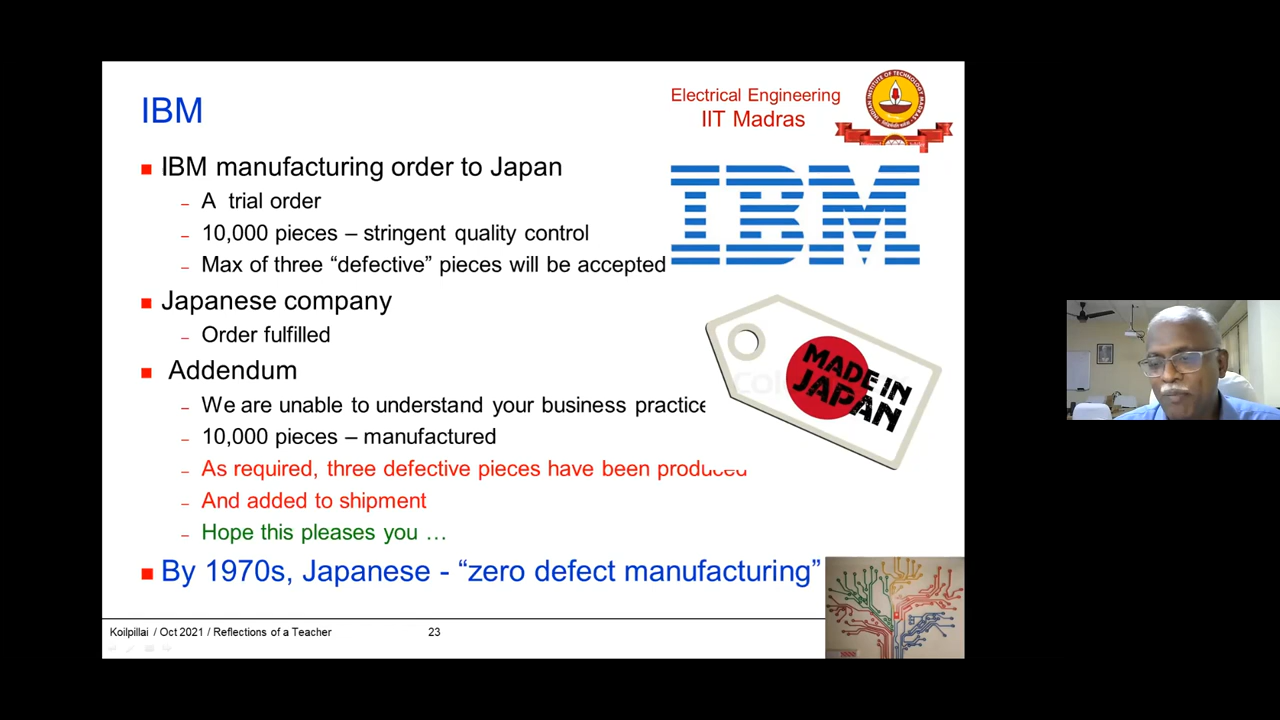 IBM
Electrical Engineering
IIT Madras
IBM manufacturing order to Japan
– A trial order
– 10,000 pieces – stringent quality control
– Max of three “defective” pieces will be accepted
IBM
Japanese company
– Order fulfilled
MADE IN
JAPAN
Addendum
– We are unable to understand your business practice
– 10,000 pieces – manufactured
– As required, three defective pieces have been produced
– And added to shipment
– Hope this pleases you …
By 1970s, Japanese - “zero defect manufacturing”
Koilpillai / Oct 2021 / Reflections of a Teacher
23